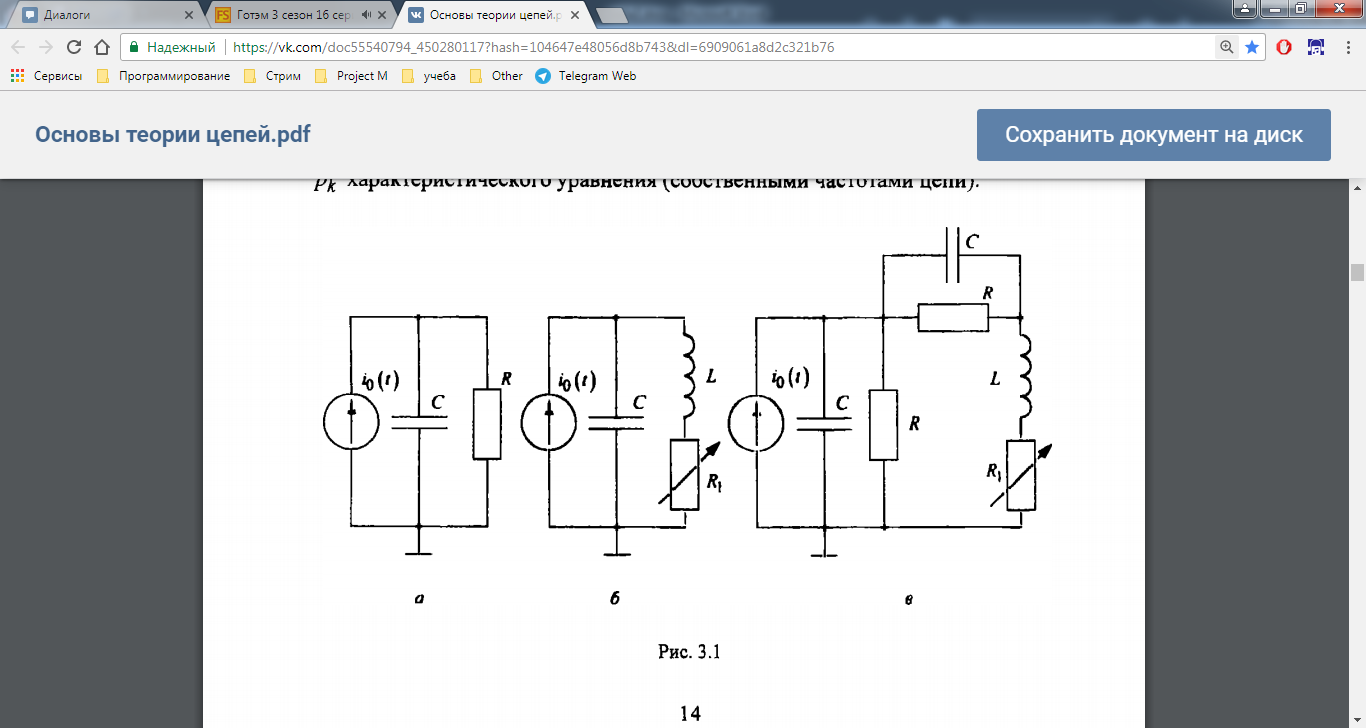 Диалоги
Готэм 3 сезон 16 сер
Основы теории цепей.p
Надежный https://vk.com/doc55540794_450280117?hash=104647e48056d8b743&dl=6909061a8d2c321b76
Сервисы Программирование Стрим Project M учеба Other Telegram Web
Основы теории цепей.pdf
Сохранить документ на диск
p_k характеристического уравнения (собственными частотами цепи).
C
R
i₀(t) C R
i₀(t) C L R₁
i₀(t) C R L R₁
а б в
Рис. 3.1
14